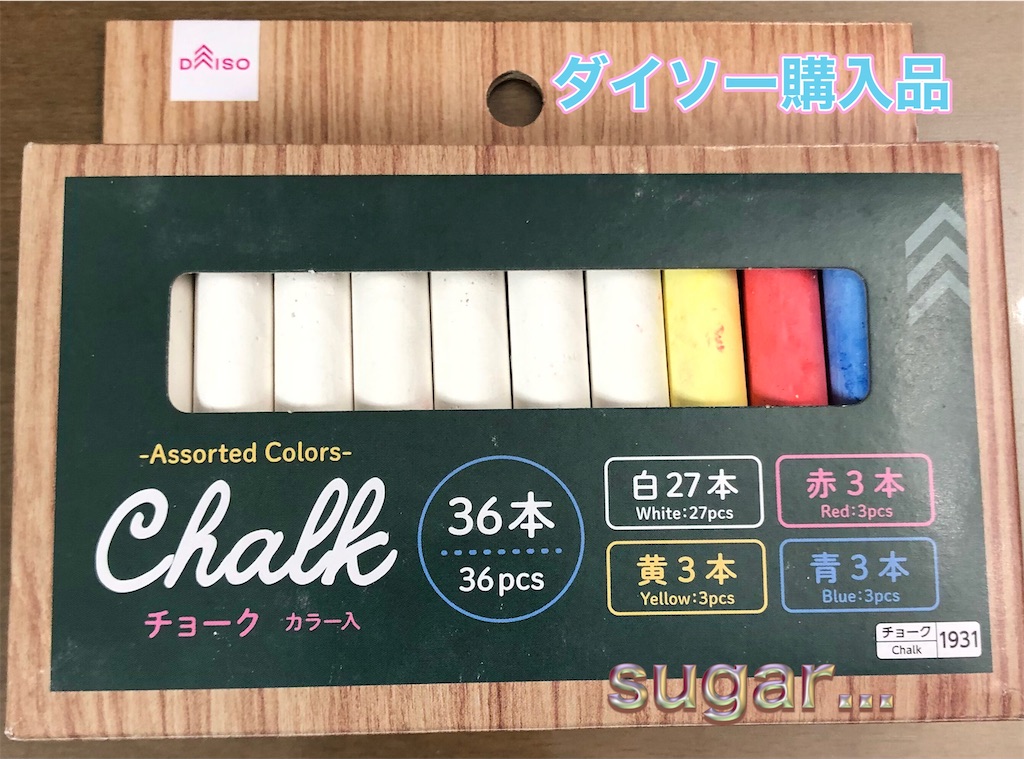 DAISO
ダイソー購入品
-Assorted Colors-
Chalk
チョーク カラー入
36本
36pcs
白27本
White:27pcs
赤3本
Red:3pcs
黄3本
Yellow:3pcs
青3本
Blue:3pcs
チョーク
Chalk
1931
sugar...